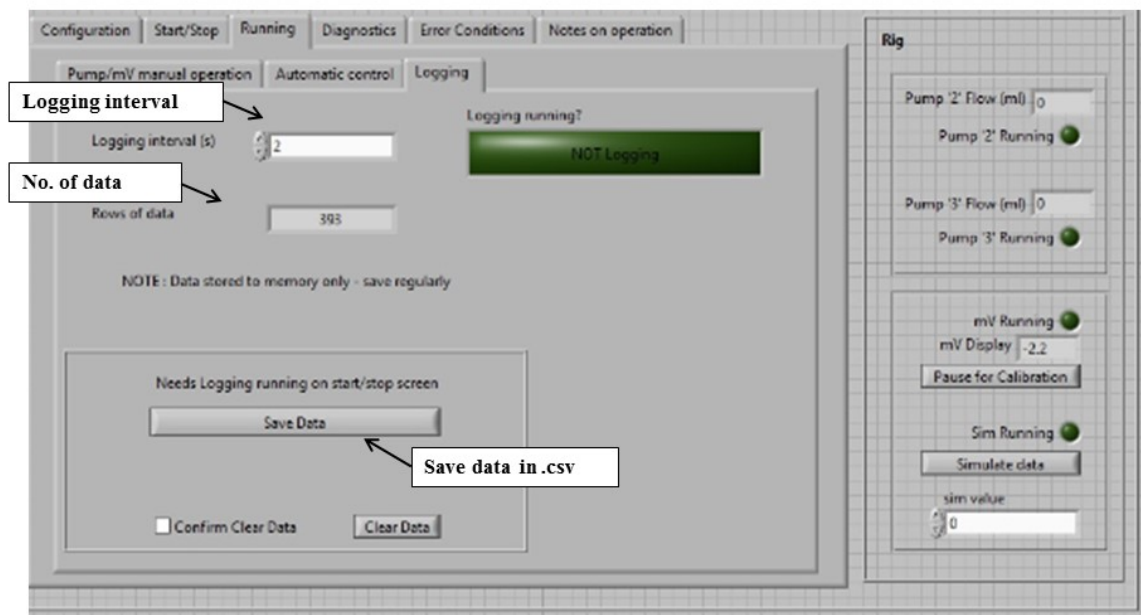 Configuration Start/Stop Running Diagnostics Error Conditions Notes on operation
Pump/mV manual operation Automatic control Logging
Logging interval
Logging interval (s) 2
Logging running?
NOT Logging
No. of data
Rows of data 393
NOTE : Data stored to memory only - save regularly
Needs Logging running on start/stop screen
Save Data
Save data in .csv
Confirm Clear Data Clear Data
Rig
Pump '2' Flow (ml) 0
Pump '2' Running
Pump '3' Flow (ml) 0
Pump '3' Running
mV Running
mV Display -2.2
Pause for Calibration
Sim Running
Simulate data
sim value
0